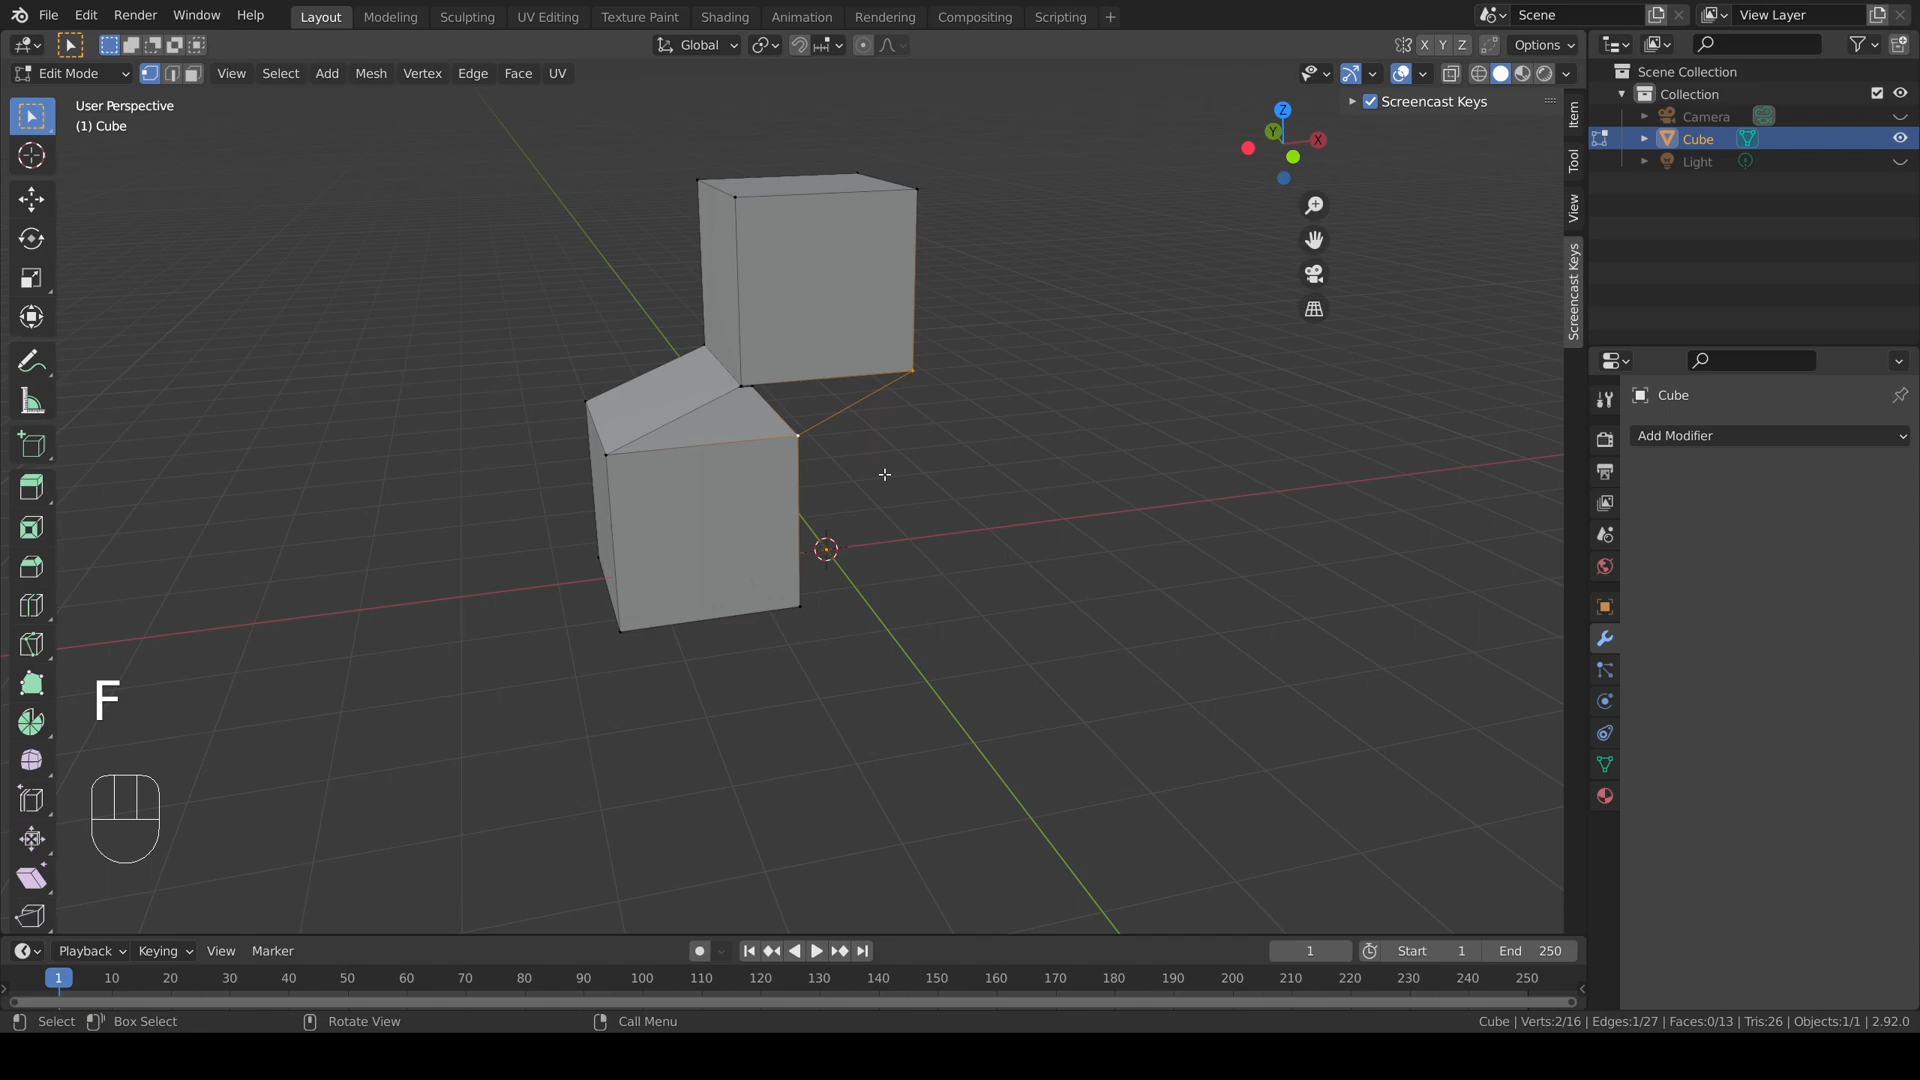 File Edit Render Window Help Layout Modeling Sculpting UV Editing Texture Paint Shading Animation Rendering Compositing Scripting + Scene View Layer
Global X Y Z Options
Edit Mode View Select Add Mesh Vertex Edge Face UV
User Perspective
(1) Cube
Z
Y
X
Screencast Keys
Item
Tool
View
Screencast Keys
Scene Collection
Collection
Camera
Cube
Light
Cube
Add Modifier
F
Playback Keying View Marker 1 Start 1 End 250
1 10 20 30 40 50 60 70 80 90 100 110 120 130 140 150 160 170 180 190 200 210 220 230 240 250
Select Box Select Rotate View Call Menu Cube | Verts:2/16 | Edges:1/27 | Faces:0/13 | Tris:26 | Objects:1/1 | 2.92.0